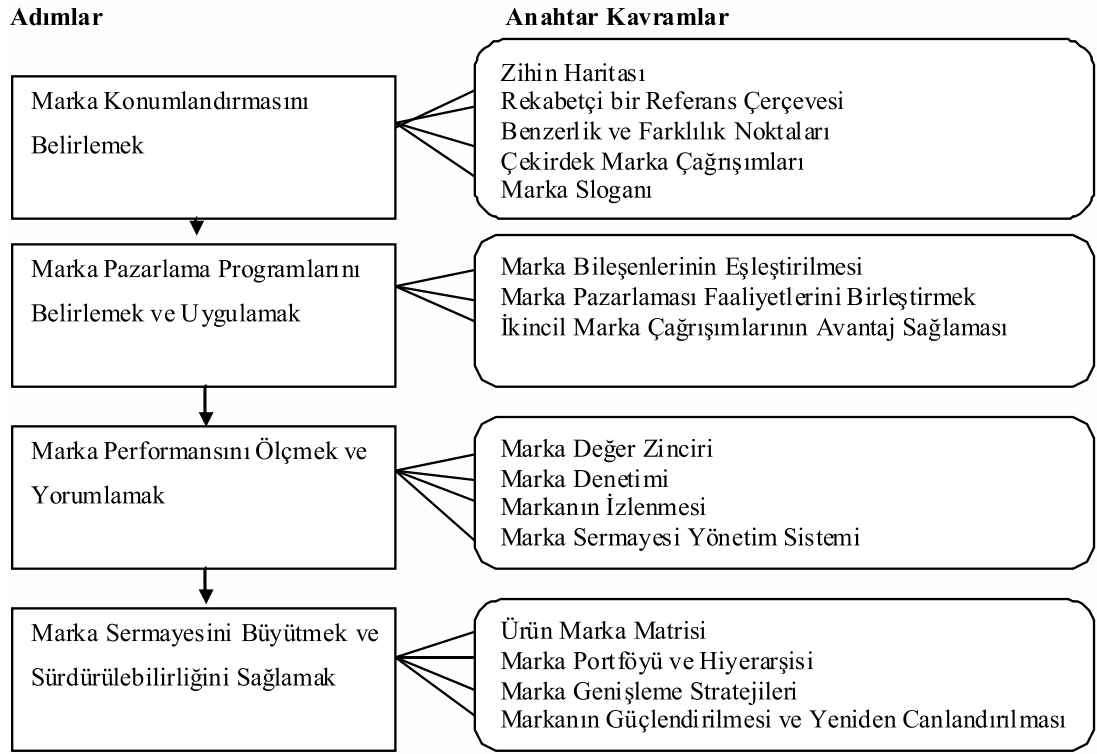 Adımlar
Anahtar Kavramlar
Marka Konumlandırmasını
Belirlemek
Zihin Haritası
Rekabetçi bir Referans Çerçevesi
Benzerlik ve Farklılık Noktaları
Çekirdek Marka Çağrışımları
Marka Sloganı
Marka Pazarlama Programlarını
Belirlemek ve Uygulamak
Marka Bileşenlerinin Eşleştirilmesi
Marka Pazarlaması Faaliyetlerini Birleştirmek
İkincil Marka Çağrışımlarının Avantaj Sağlaması
Marka Performansını Ölçmek ve
Yorumlamak
Marka Değer Zinciri
Marka Denetimi
Markanın İzlenmesi
Marka Sermayesi Yönetim Sistemi
Marka Sermayesini Büyütmek ve
Sürdürülebilirliğini Sağlamak
Ürün Marka Matrisi
Marka Portföyü ve Hiyerarşisi
Marka Genişleme Stratejileri
Markanın Güçlendirilmesi ve Yeniden Canlandırılması